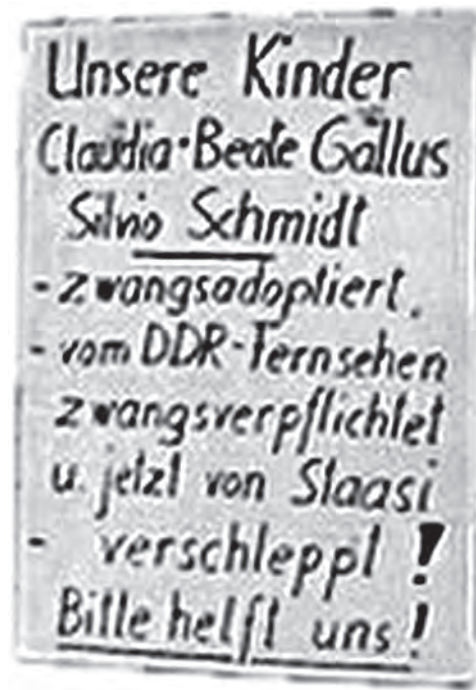 Unsere Kinder
Claudia-Beate Gallus
Silvio Schmidt
- zwangsadoptiert,
- vom DDR-Fernsehen
zwangsverpflichtet
u. jetzt von Staasi
- verschleppt!
Bitte helft uns!